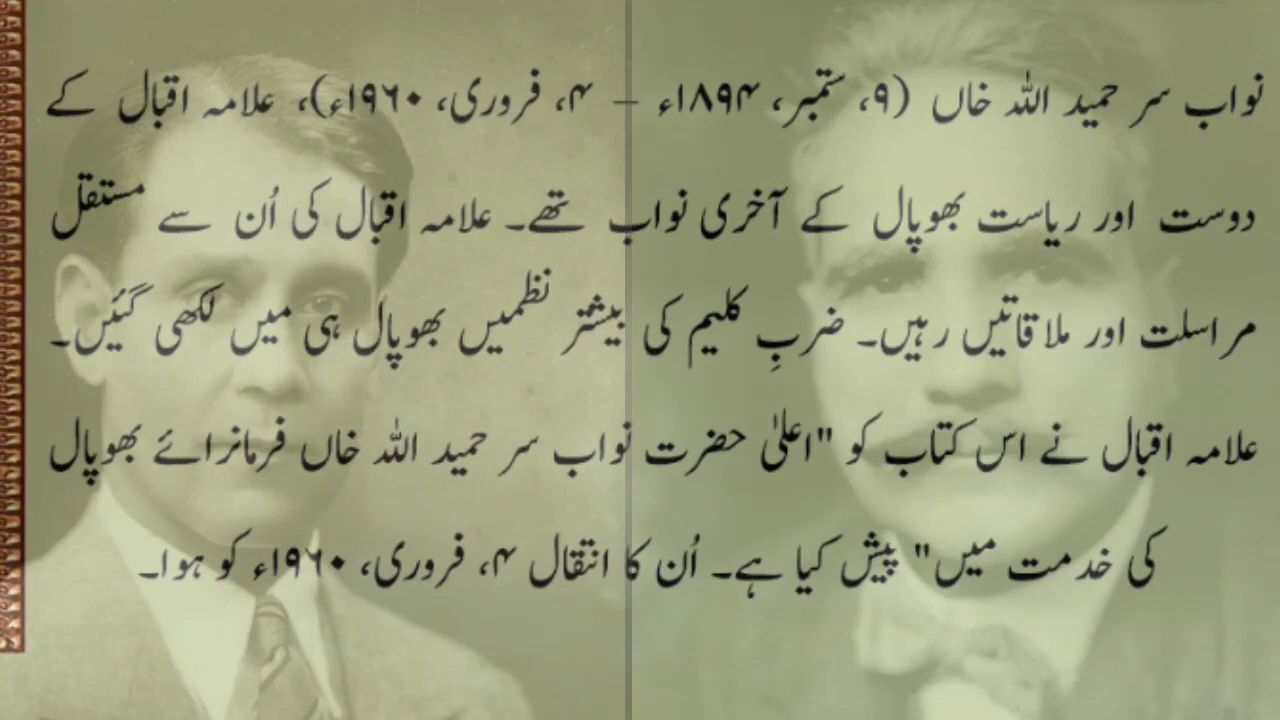 نواب سر حمید اللہ خاں (۹، ستمبر، ۱۸۹۴ء – ۴، فروری، ۱۹۶۰ء)، علامہ اقبال کے
دوست اور ریاست بھوپال کے آخری نواب تھے۔ علامہ اقبال کی اُن سے مستقل
مراسلت اور ملاقاتیں رہیں۔ ضربِ کلیم کی بیشتر نظمیں بھوپال ہی میں لکھی گئیں۔
علامہ اقبال نے اس کتاب کو "اعلیٰ حضرت نواب سر حمید اللہ خاں فرمانرائے بھوپال
کی خدمت میں" پیش کیا ہے۔ اُن کا انتقال ۴، فروری، ۱۹۶۰ء کو ہوا۔